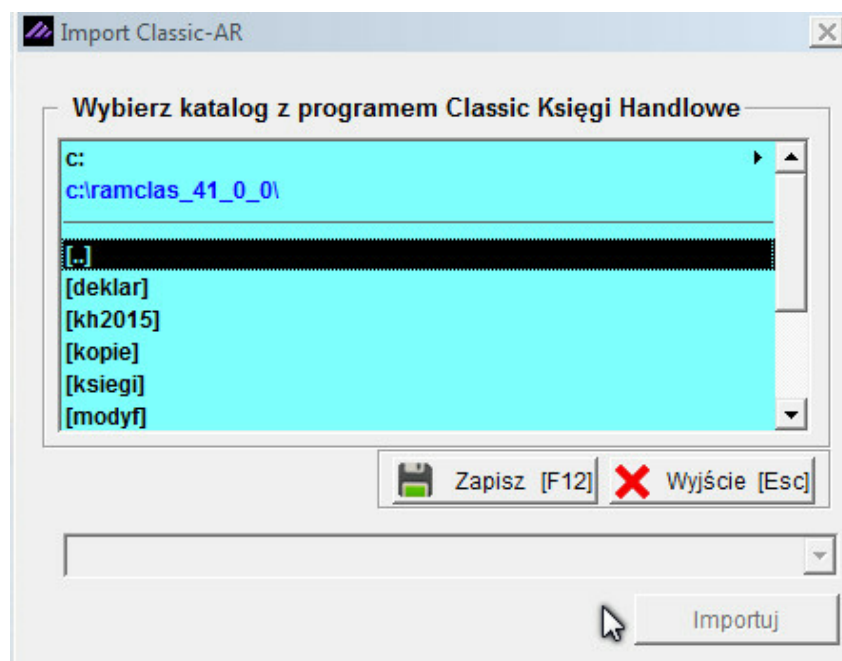 Import Classic-AR
Wybierz katalog z programem Classic Księgi Handlowe
c:
c:\ramclas_41_0_0\
[..]
[deklar]
[kh2015]
[kopie]
[ksiegi]
[modyf]
Zapisz [F12] Wyjście [Esc]
Importuj